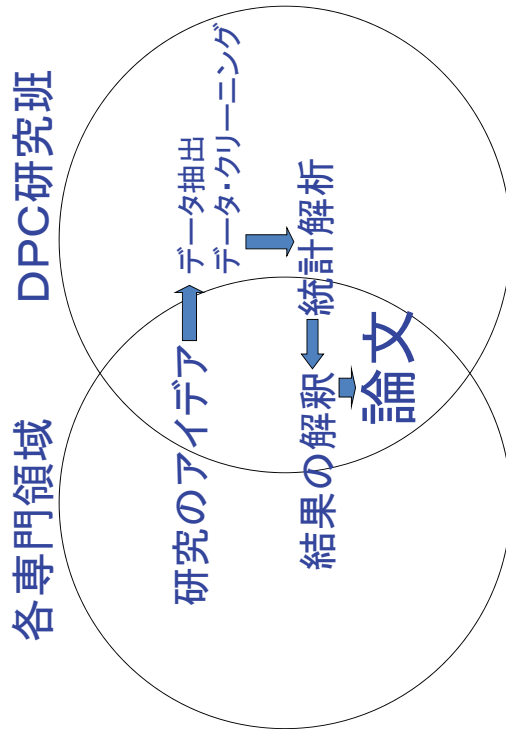 各専門領域
DPC研究班
研究のアイデア
データ抽出
データ・クリーニング
統計解析
結果の解釈
論文